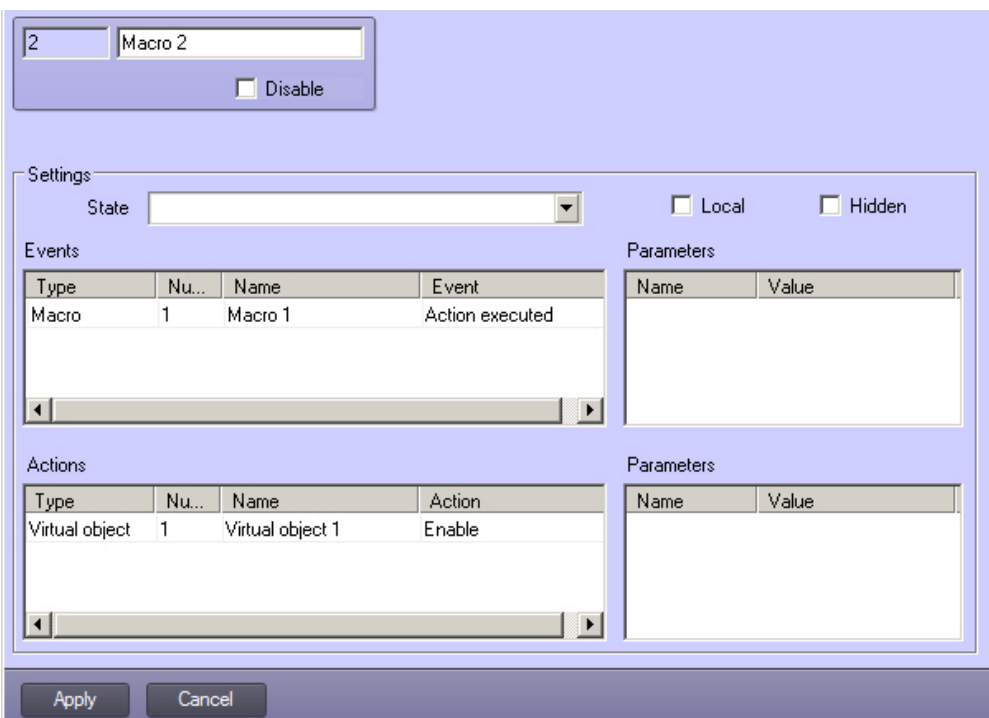 2 Macro 2
Disable
Settings
State Local Hidden
Events Parameters
Type Nu... Name Event Name Value
Macro 1 Macro 1 Action executed
Actions Parameters
Type Nu... Name Action Name Value
Virtual object 1 Virtual object 1 Enable
Apply Cancel